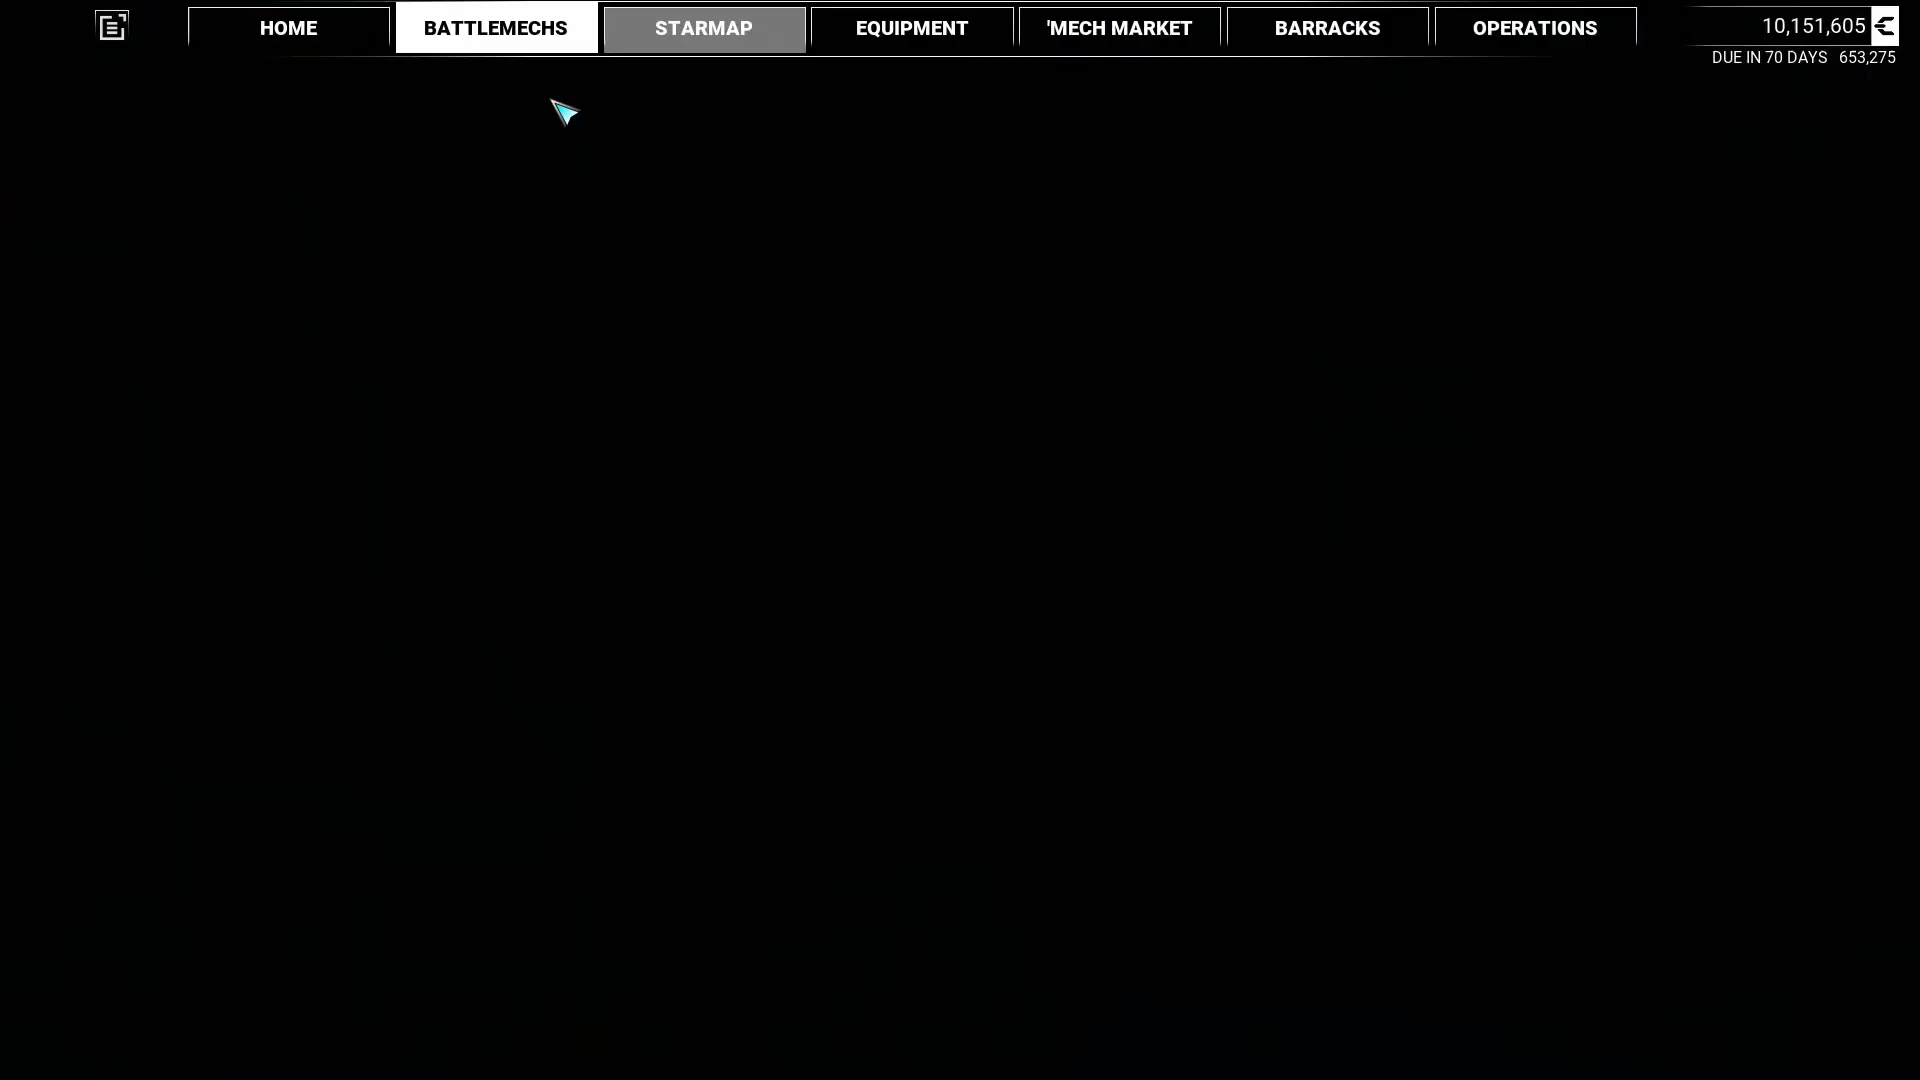 HOME
BATTLEMECHS
STARMAP
EQUIPMENT
'MECH MARKET
BARRACKS
OPERATIONS
10,151,605
DUE IN 70 DAYS 653,275